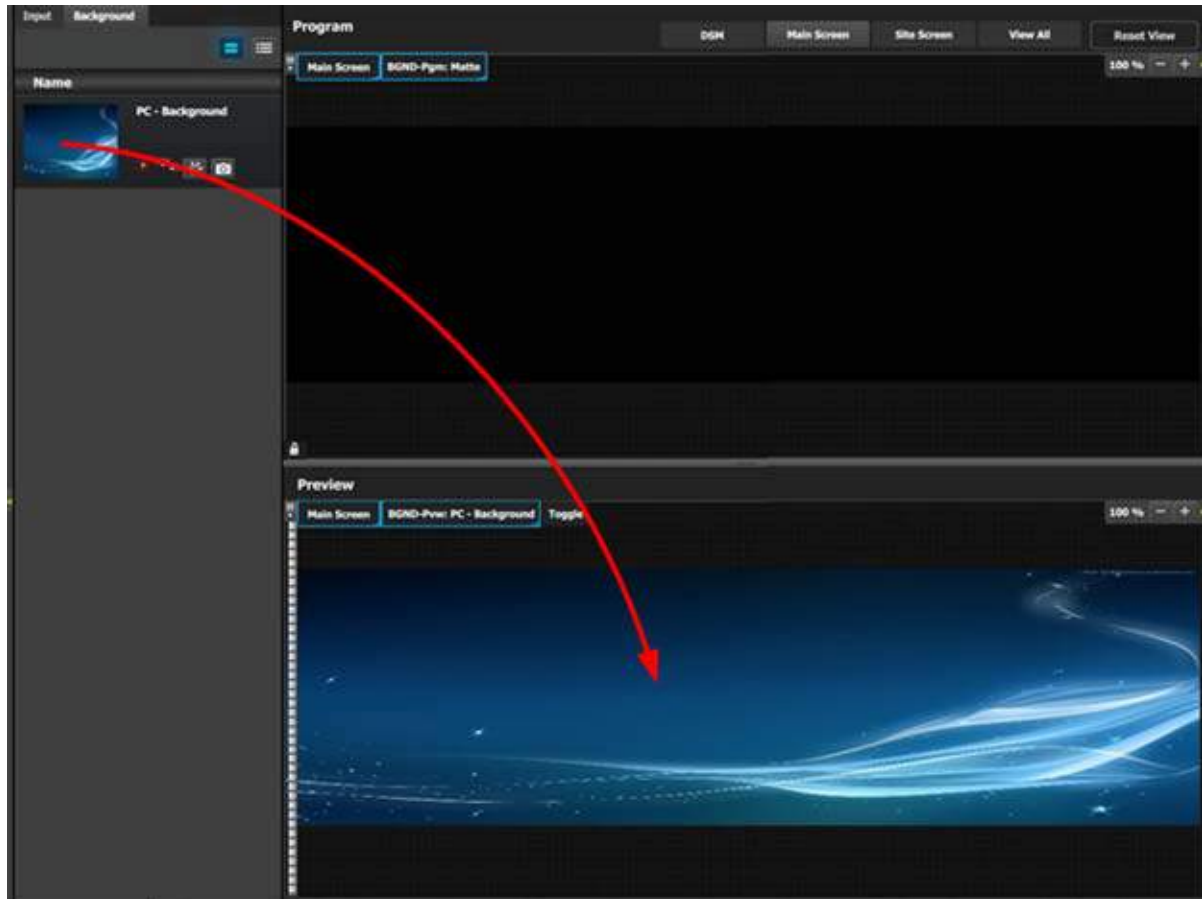 Input Background
Name
PC - Background
Program
DSM Main Screen Site Screen View All Reset View
Main Screen BGND-Pgm: Matte
100 % − +
Preview
Main Screen BGND-Pvw: PC - Background Toggle
100 % − +